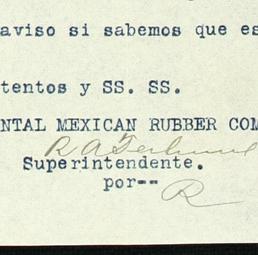 aviso si sabemos que es
tentos y SS. SS.
NTAL MEXICAN RUBBER COM
R A
Superintendente.
por--
R